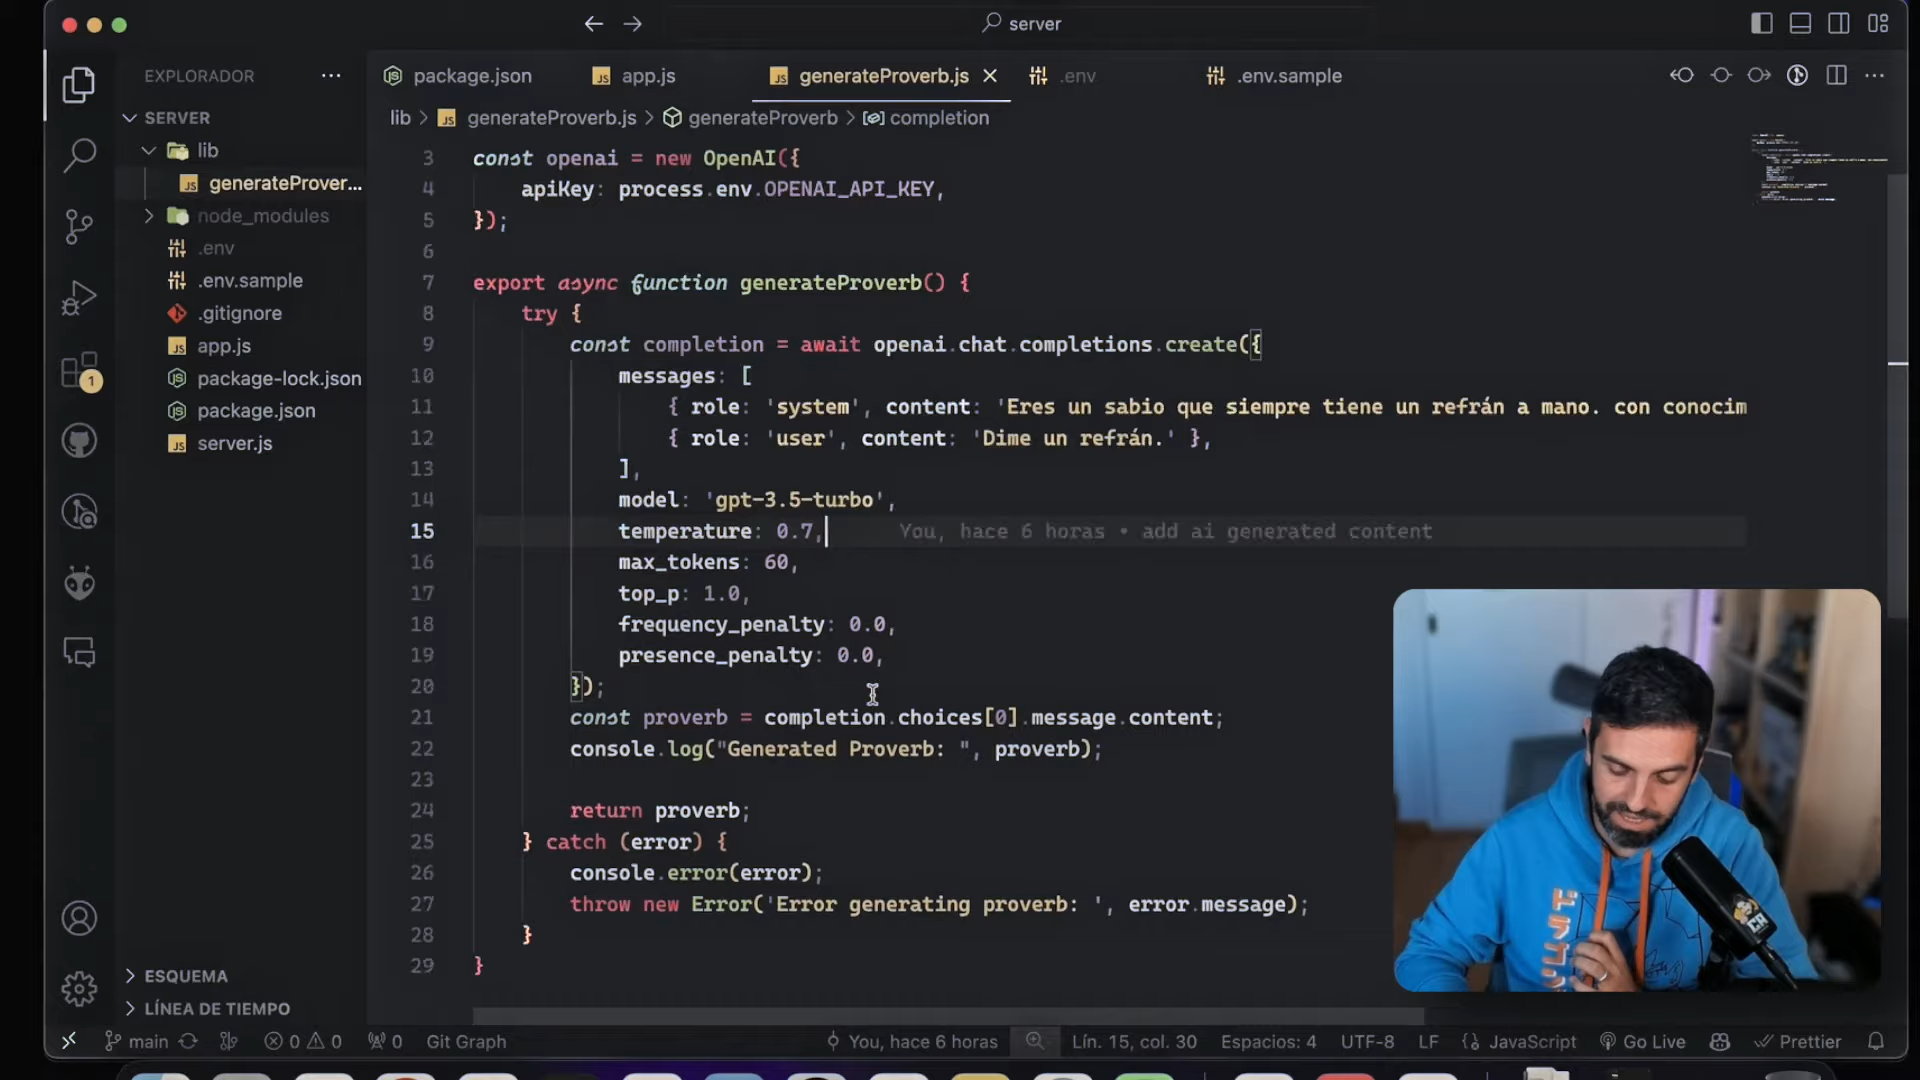 server
EXPLORADOR
package.json
app.js
generateProverb.js
.env
.env.sample
SERVER
lib
generateProver...
node_modules
.env
.env.sample
.gitignore
app.js
package-lock.json
package.json
server.js
ESQUEMA
LÍNEA DE TIEMPO
1
lib > generateProverb.js > generateProverb > completion
3 const openai = new OpenAI({
4 apiKey: process.env.OPENAI_API_KEY,
5 });
6
7 export async function generateProverb() {
8 try {
9 const completion = await openai.chat.completions.create({
10 messages: [
11 { role: 'system', content: 'Eres un sabio que siempre tiene un refrán a mano. con conocim
12 { role: 'user', content: 'Dime un refrán.' },
13 ],
14 model: 'gpt-3.5-turbo',
15 temperature: 0.7, You, hace 6 horas • add ai generated content
16 max_tokens: 60,
17 top_p: 1.0,
18 frequency_penalty: 0.0,
19 presence_penalty: 0.0,
20 });
21 const proverb = completion.choices[0].message.content;
22 console.log("Generated Proverb: ", proverb);
23
24 return proverb;
25 } catch (error) {
26 console.error(error);
27 throw new Error('Error generating proverb: ', error.message);
28 }
29 }
main 0 0 0 Git Graph You, hace 6 horas Lín. 15, col. 30 Espacios: 4 UTF-8 LF {} JavaScript Go Live Prettier